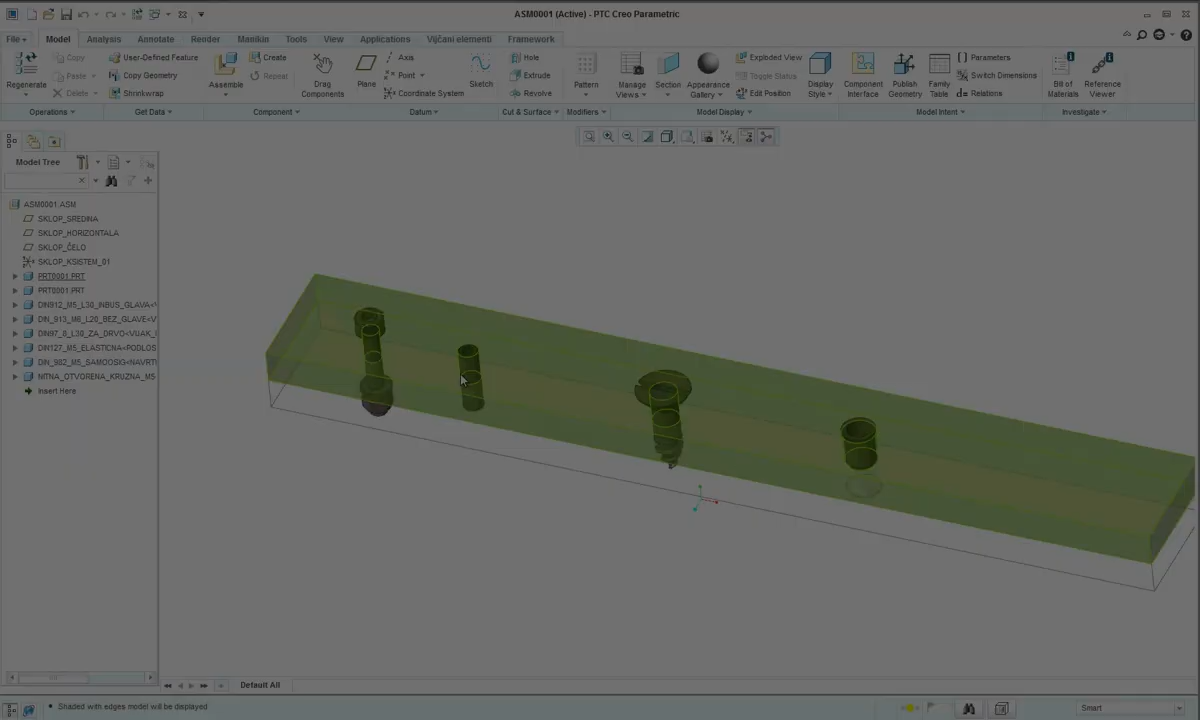 ASM0001 (Active) - PTC Creo Parametric
File Model Analysis Annotate Render Manikin Tools View Applications Vijčani elementi Framework
Regenerate
Copy
Paste
Delete
User-Defined Feature
Copy Geometry
Shrinkwrap
Assemble
Create
Repeat
Drag
Components
Plane
Axis
Point
Coordinate System
Sketch
Hole
Extrude
Revolve
Pattern
Manage
Views
Section
Appearance
Gallery
Exploded View
Toggle Status
Edit Position
Display
Style
Component
Interface
Publish
Geometry
Family
Table
Parameters
Switch Dimensions
d= Relations
Bill of
Materials
Reference
Viewer
Operations Get Data Component Datum Cut & Surface Modifiers Model Display Model Intent Investigate
Model Tree
ASM0001.ASM
SKLOP_SREDINA
SKLOP_HORIZONTALA
SKLOP_ČELO
SKLOP_KSISTEM_01
PRT0001.PRT
PRT0001.PRT
DIN912_M5_L30_INBUS_GLAVA<V
DIN_913_M6_L20_BEZ_GLAVE<V
DIN97_8_L30_ZA_DRVO<VIJAK_
DIN127_M5_ELASTICNA<PODLOS
DIN_982_M5_SAMOOSIG<NAVRT
NITNA_OTVORENA_KRUZNA_M5
Insert Here
Default All
Shaded with edges model will be displayed
Smart